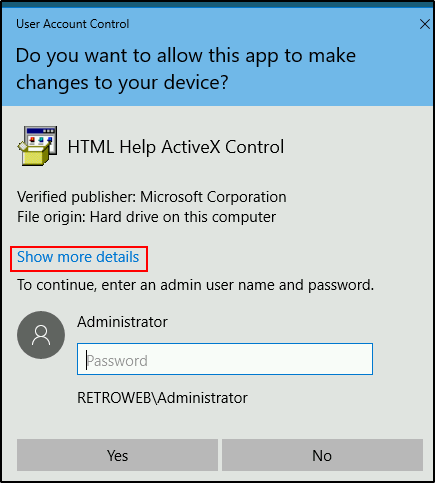 User Account Control
Do you want to allow this app to make
changes to your device?
HTML Help ActiveX Control
Verified publisher: Microsoft Corporation
File origin: Hard drive on this computer
Show more details
To continue, enter an admin user name and password.
Administrator
Password
RETROWEB\Administrator
Yes
No